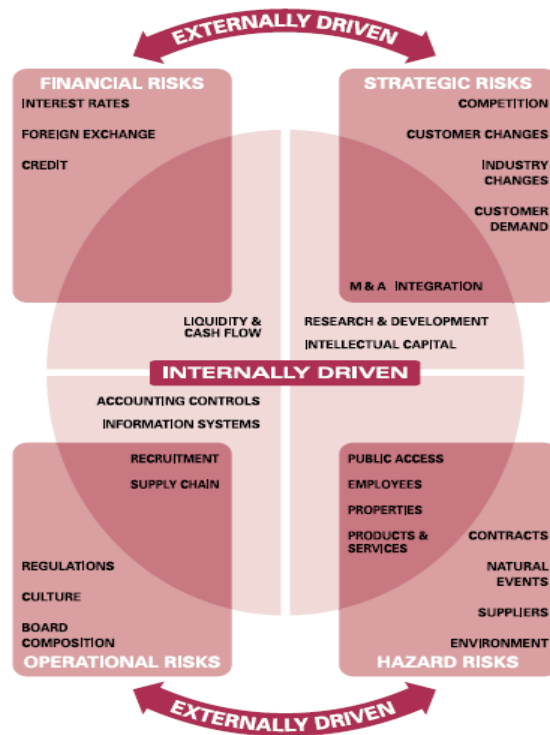 EXTERNALLY DRIVEN
FINANCIAL RISKS
INTEREST RATES
FOREIGN EXCHANGE
CREDIT
STRATEGIC RISKS
COMPETITION
CUSTOMER CHANGES
INDUSTRY
CHANGES
CUSTOMER
DEMAND
M & A INTEGRATION
LIQUIDITY &
CASH FLOW
RESEARCH & DEVELOPMENT
INTELLECTUAL CAPITAL
INTERNALLY DRIVEN
ACCOUNTING CONTROLS
INFORMATION SYSTEMS
RECRUITMENT
SUPPLY CHAIN
REGULATIONS
CULTURE
BOARD
COMPOSITION
OPERATIONAL RISKS
PUBLIC ACCESS
EMPLOYEES
PROPERTIES
PRODUCTS &
SERVICES
CONTRACTS
NATURAL
EVENTS
SUPPLIERS
ENVIRONMENT
HAZARD RISKS
EXTERNALLY DRIVEN